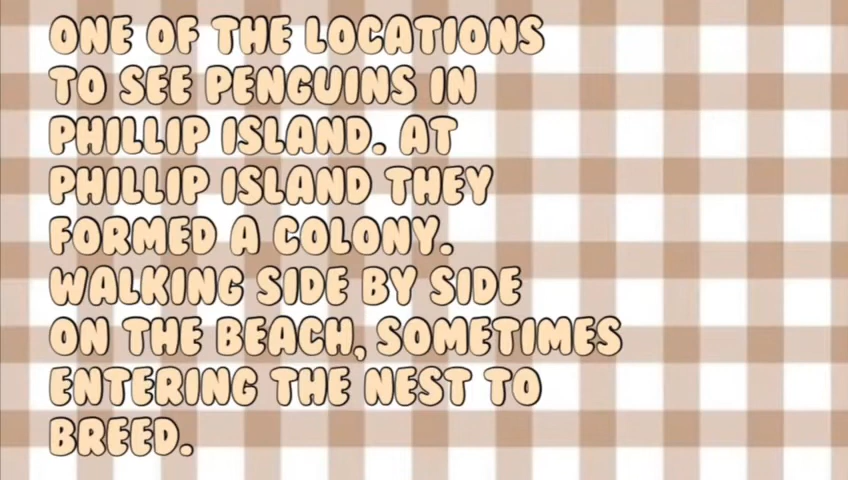 ONE OF THE LOCATIONS
TO SEE PENGUINS IN
PHILLIP ISLAND. AT
PHILLIP ISLAND THEY
FORMED A COLONY.
WALKING SIDE BY SIDE
ON THE BEACH, SOMETIMES
ENTERING THE NEST TO
BREED.